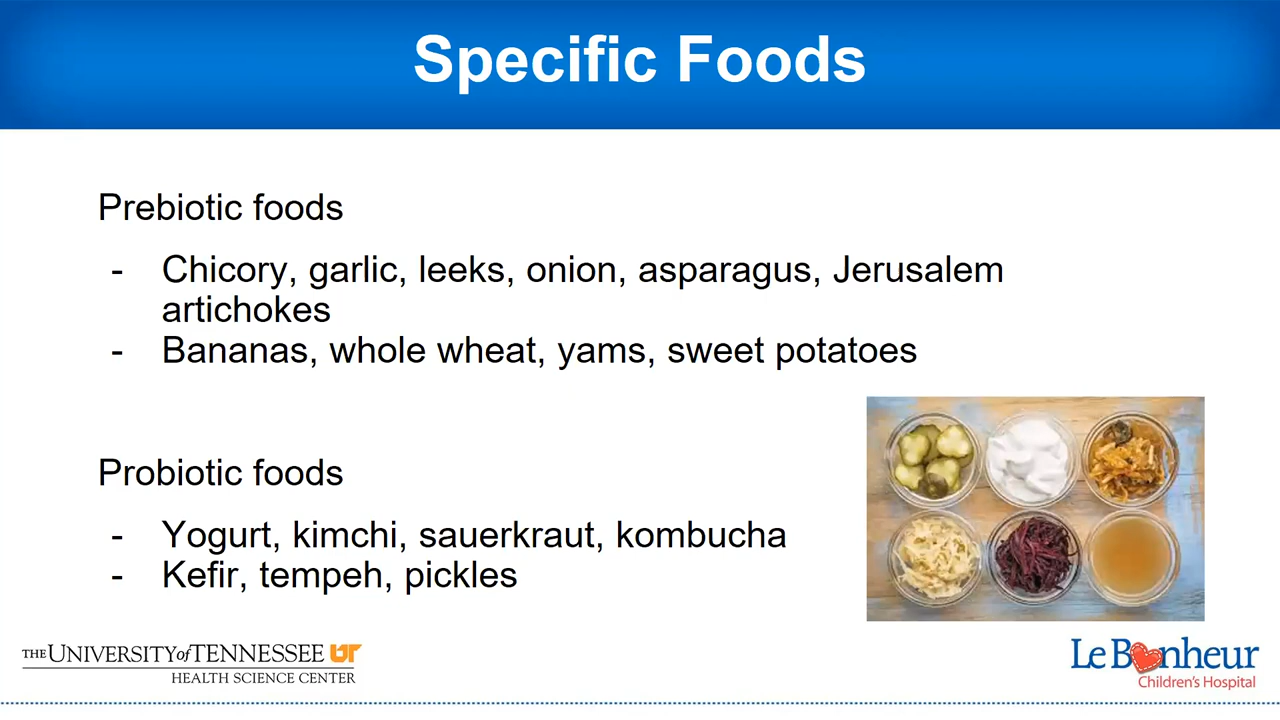 Specific Foods
Prebiotic foods
- Chicory, garlic, leeks, onion, asparagus, Jerusalem
artichokes
- Bananas, whole wheat, yams, sweet potatoes
Probiotic foods
- Yogurt, kimchi, sauerkraut, kombucha
- Kefir, tempeh, pickles
THE UNIVERSITY of TENNESSEE UT
HEALTH SCIENCE CENTER
Le Bonheur
Children's Hospital